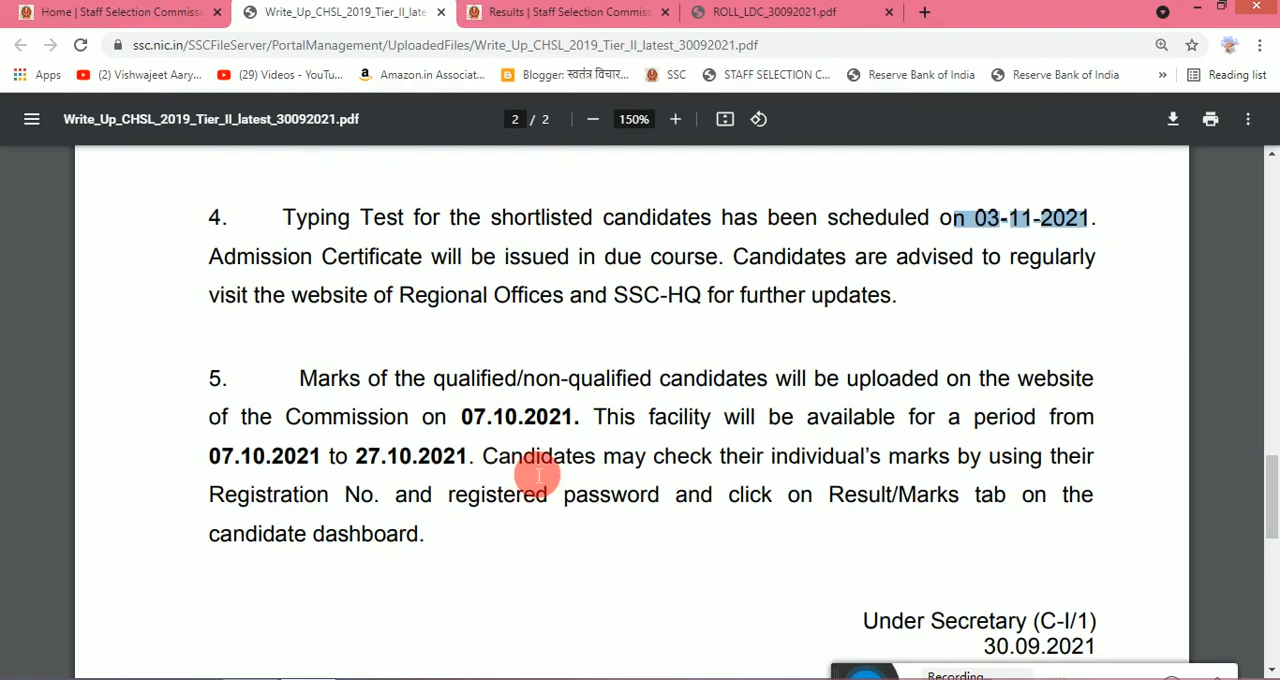 Home | Staff Selection Commissi
Write_Up_CHSL_2019_Tier_II_late
Results | Staff Selection Commiss
ROLL_LDC_30092021.pdf
ssc.nic.in/SSCFileServer/PortalManagement/UploadedFiles/Write_Up_CHSL_2019_Tier_II_latest_30092021.pdf
Apps
(2) Vishwajeet Aary...
(29) Videos - YouTu...
Amazon.in Associat...
Blogger: स्वतंत्र विचार...
SSC
STAFF SELECTION C...
Reserve Bank of India
Reserve Bank of India
»
Reading list
Write_Up_CHSL_2019_Tier_II_latest_30092021.pdf
2 / 2
150%
4. Typing Test for the shortlisted candidates has been scheduled on 03-11-2021.
Admission Certificate will be issued in due course. Candidates are advised to regularly
visit the website of Regional Offices and SSC-HQ for further updates.
5. Marks of the qualified/non-qualified candidates will be uploaded on the website
of the Commission on 07.10.2021. This facility will be available for a period from
07.10.2021 to 27.10.2021. Candidates may check their individual's marks by using their
Registration No. and registered password and click on Result/Marks tab on the
candidate dashboard.
Under Secretary (C-I/1)
30.09.2021
Recording...